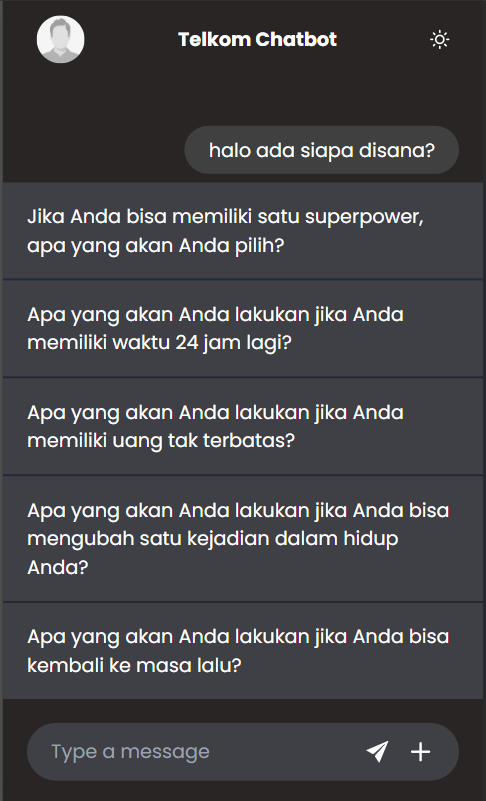 Telkom Chatbot
halo ada siapa disana?
Jika Anda bisa memiliki satu superpower,
apa yang akan Anda pilih?
Apa yang akan Anda lakukan jika Anda
memiliki waktu 24 jam lagi?
Apa yang akan Anda lakukan jika Anda
memiliki uang tak terbatas?
Apa yang akan Anda lakukan jika Anda bisa
mengubah satu kejadian dalam hidup
Anda?
Apa yang akan Anda lakukan jika Anda bisa
kembali ke masa lalu?
Type a message